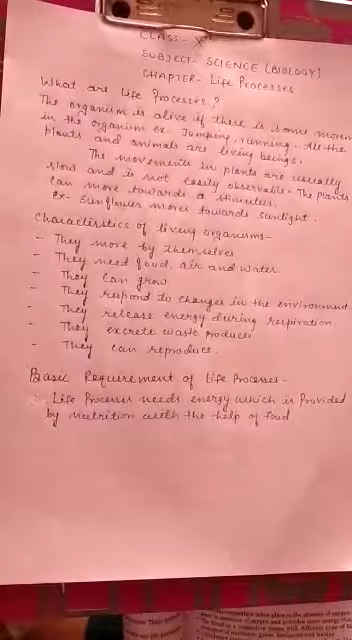 CLASS- X
SUBJECT- SCIENCE (BIOLOGY)
CHAPTER- Life Processes
What are Life Processes?
The organism is alive if there is some movem
in the organism ex- Jumping, running. All the
plants and animals are living beings.
The movements in plants are usually
slow and is not easily observable. The plants
can move towards a stimulus.
ex- Sunflower moves towards sunlight.
Characteristics of living organisms-
- They move by themselves
- They need food, air and water
- They can grow
- They respond to changes in the environment
- They release energy during respiration
- They excrete waste products
- They can reproduce.
Basic Requirement of Life Processes-
Life Processes needs energy which is Provided
by nutrition with the help of food